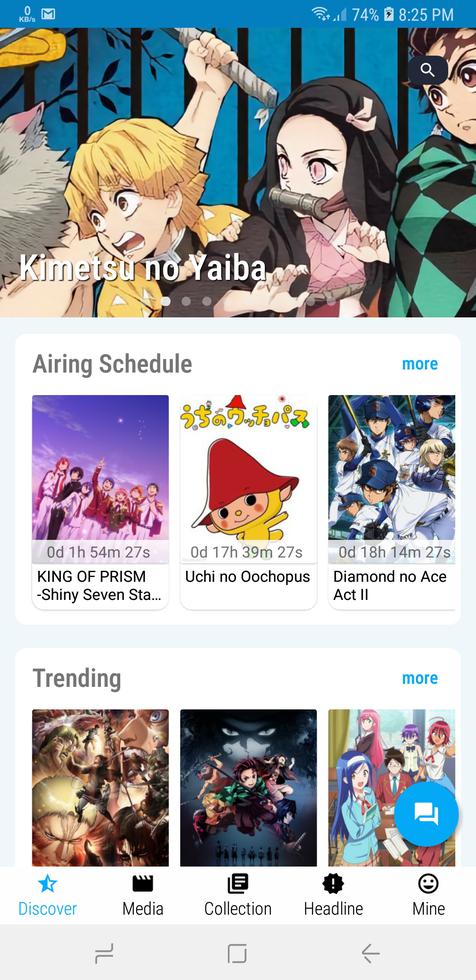 0
KB/s
74%
8:25 PM
Kimetsu no Yaiba
Airing Schedule
more
うちのウッチョパス
0d 1h 54m 27s
0d 17h 39m 27s
0d 18h 14m 27s
KING OF PRISM
-Shiny Seven Sta...
Uchi no Oochopus
Diamond no Ace
Act II
Trending
more
Discover
Media
Collection
Headline
Mine